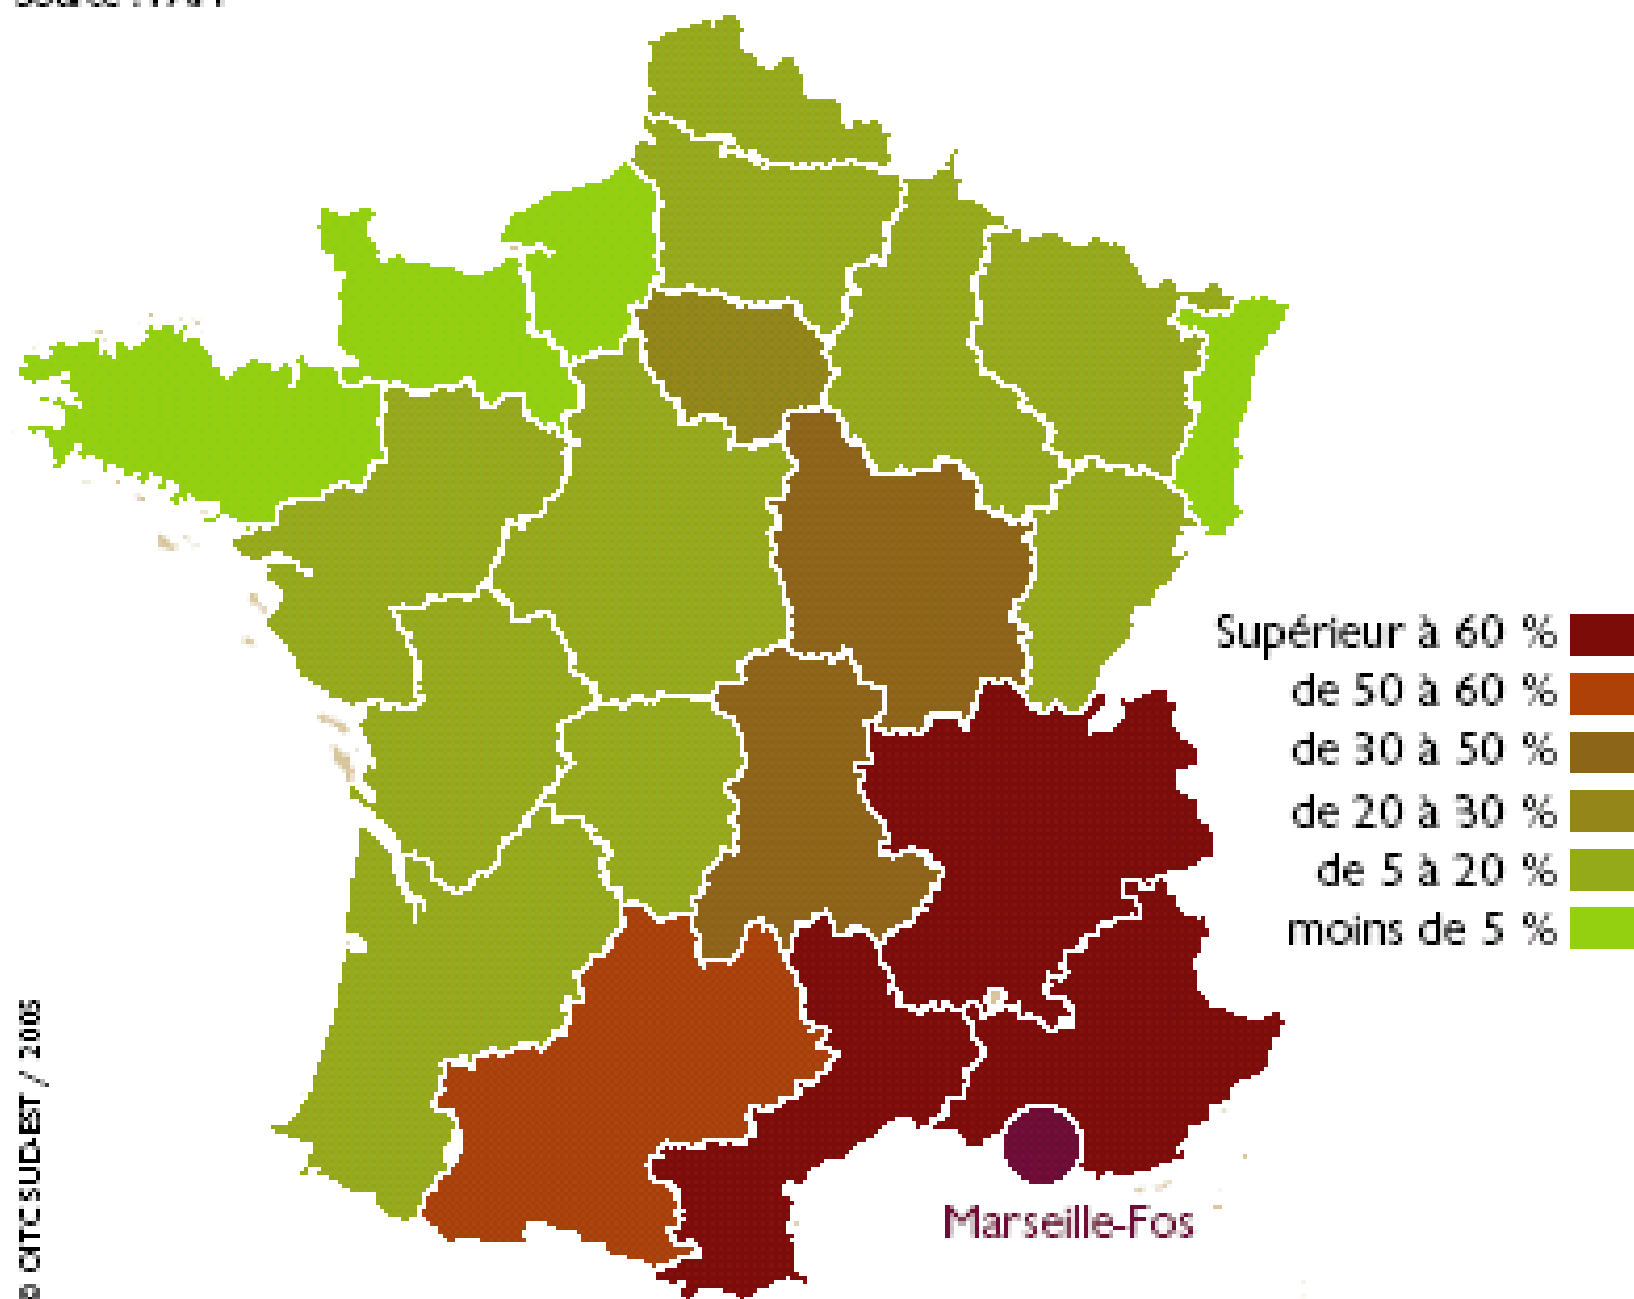 Supérieur à 60 %
de 50 à 60 %
de 30 à 50 %
de 20 à 30 %
de 5 à 20 %
moins de 5 %
Marseille-Fos
© OITC SUD-EST / 2005